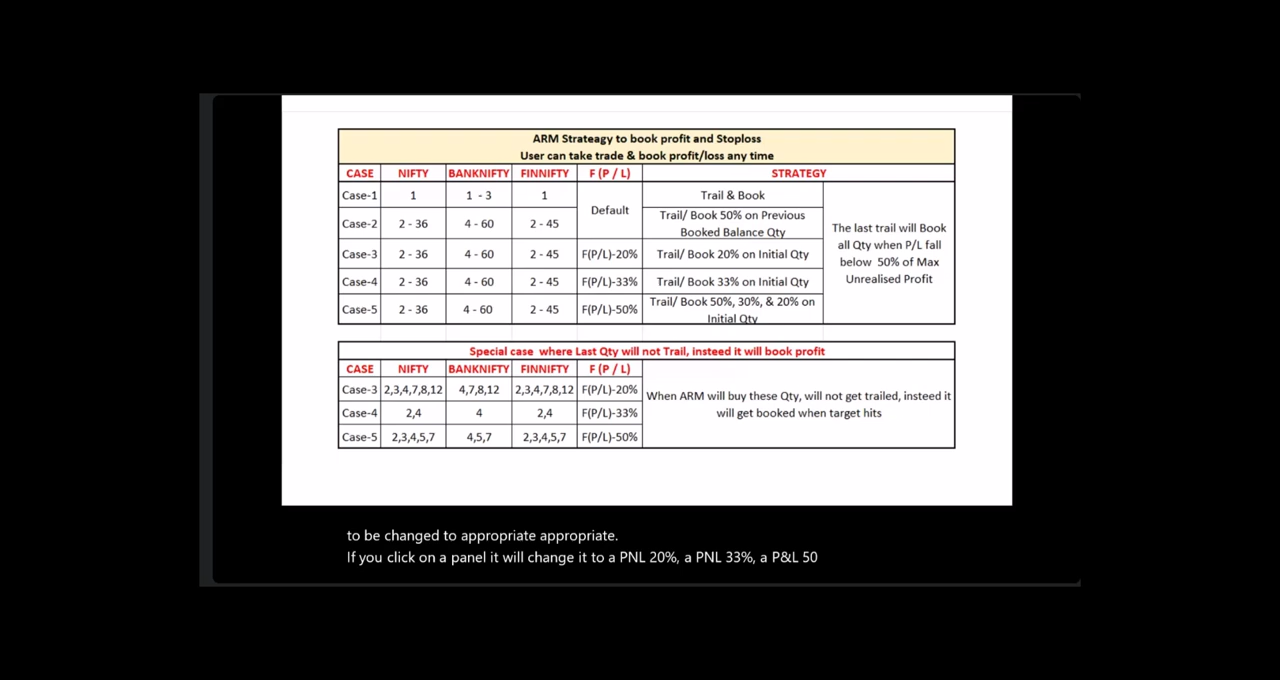 ARM Strateagy to book profit and Stoploss
User can take trade & book profit/loss any time
CASE NIFTY BANKNIFTY FINNIFTY F (P / L) STRATEGY
Case-1 1 1 - 3 1 Default Trail & Book
Case-2 2 - 36 4 - 60 2 - 45 Trail/ Book 50% on Previous
Booked Balance Qty
Case-3 2 - 36 4 - 60 2 - 45 F(P/L)-20% Trail/ Book 20% on Initial Qty
Case-4 2 - 36 4 - 60 2 - 45 F(P/L)-33% Trail/ Book 33% on Initial Qty
Case-5 2 - 36 4 - 60 2 - 45 F(P/L)-50% Trail/ Book 50%, 30%, & 20% on
Initial Qty
The last trail will Book
all Qty when P/L fall
below 50% of Max
Unrealised Profit
Special case where Last Qty will not Trail, insteed it will book profit
CASE NIFTY BANKNIFTY FINNIFTY F (P / L)
Case-3 2,3,4,7,8,12 4,7,8,12 2,3,4,7,8,12 F(P/L)-20%
Case-4 2,4 4 2,4 F(P/L)-33%
Case-5 2,3,4,5,7 4,5,7 2,3,4,5,7 F(P/L)-50%
When ARM will buy these Qty, will not get trailed, insteed it
will get booked when target hits
to be changed to appropriate appropriate.
If you click on a panel it will change it to a PNL 20%, a PNL 33%, a P&L 50